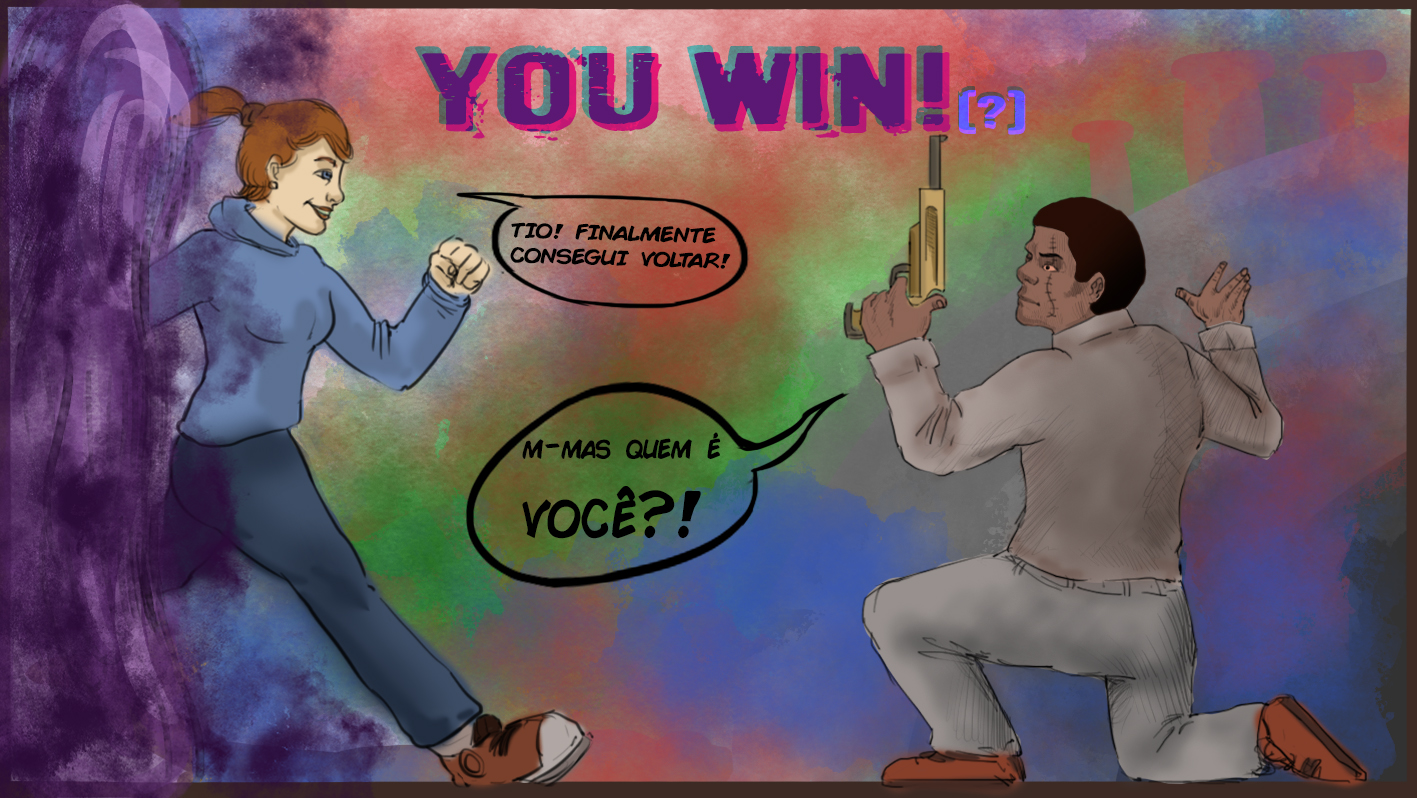 YOU WIN! (?)
TIO! FINALMENTE
CONSEGUI VOLTAR!
M-MAS QUEM É
VOCÊ?!